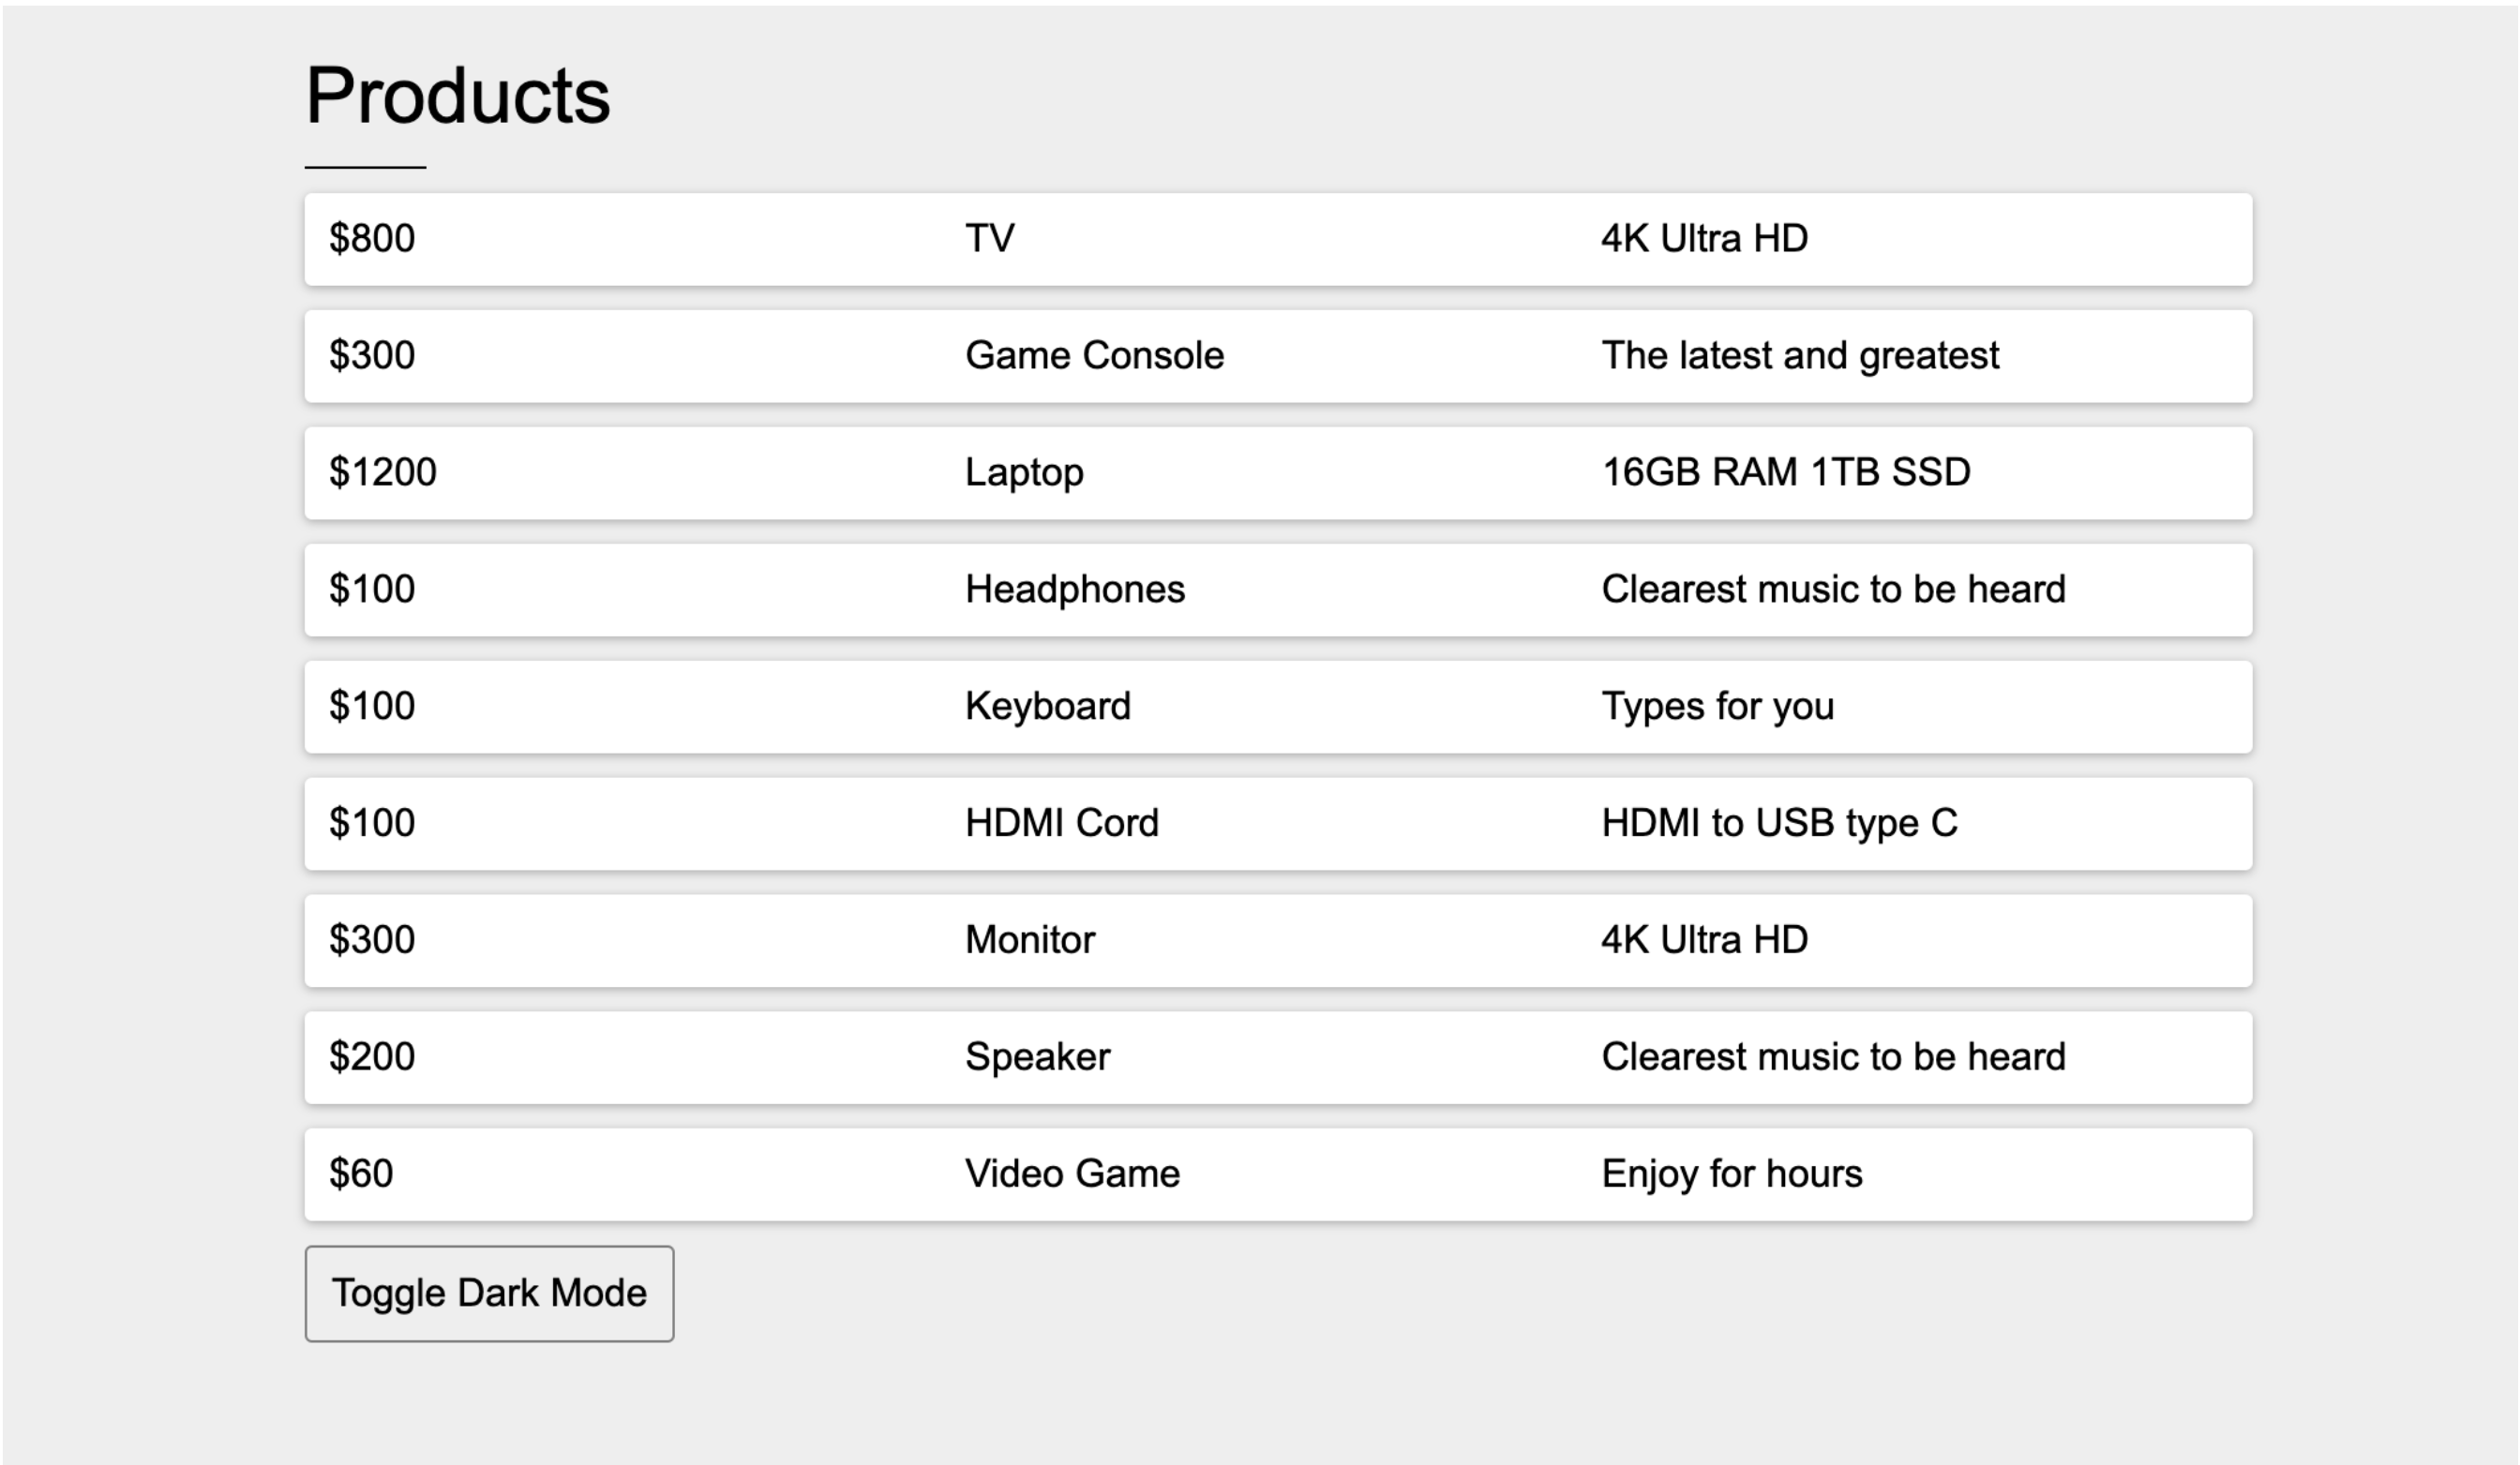 Products
$800 TV 4K Ultra HD
$300 Game Console The latest and greatest
$1200 Laptop 16GB RAM 1TB SSD
$100 Headphones Clearest music to be heard
$100 Keyboard Types for you
$100 HDMI Cord HDMI to USB type C
$300 Monitor 4K Ultra HD
$200 Speaker Clearest music to be heard
$60 Video Game Enjoy for hours
Toggle Dark Mode